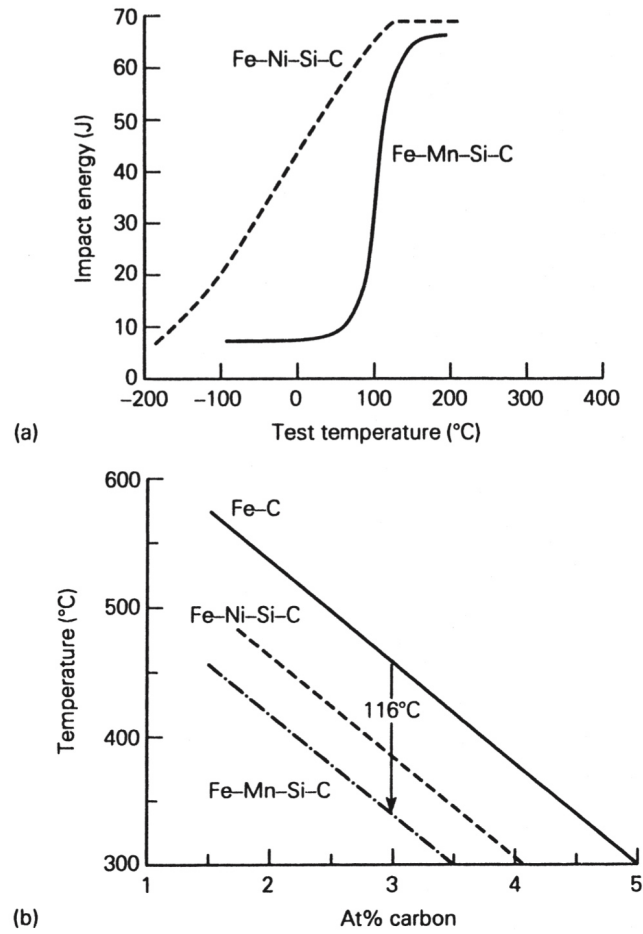 70
60
50
40
30
20
10
0
Impact energy (J)
Fe–Ni–Si–C
Fe–Mn–Si–C
–200 –100 0 100 200 300 400
(a)
Test temperature (°C)
600
500
400
300
Temperature (°C)
Fe–C
Fe–Ni–Si–C
116°C
Fe–Mn–Si–C
1 2 3 4 5
(b)
At% carbon